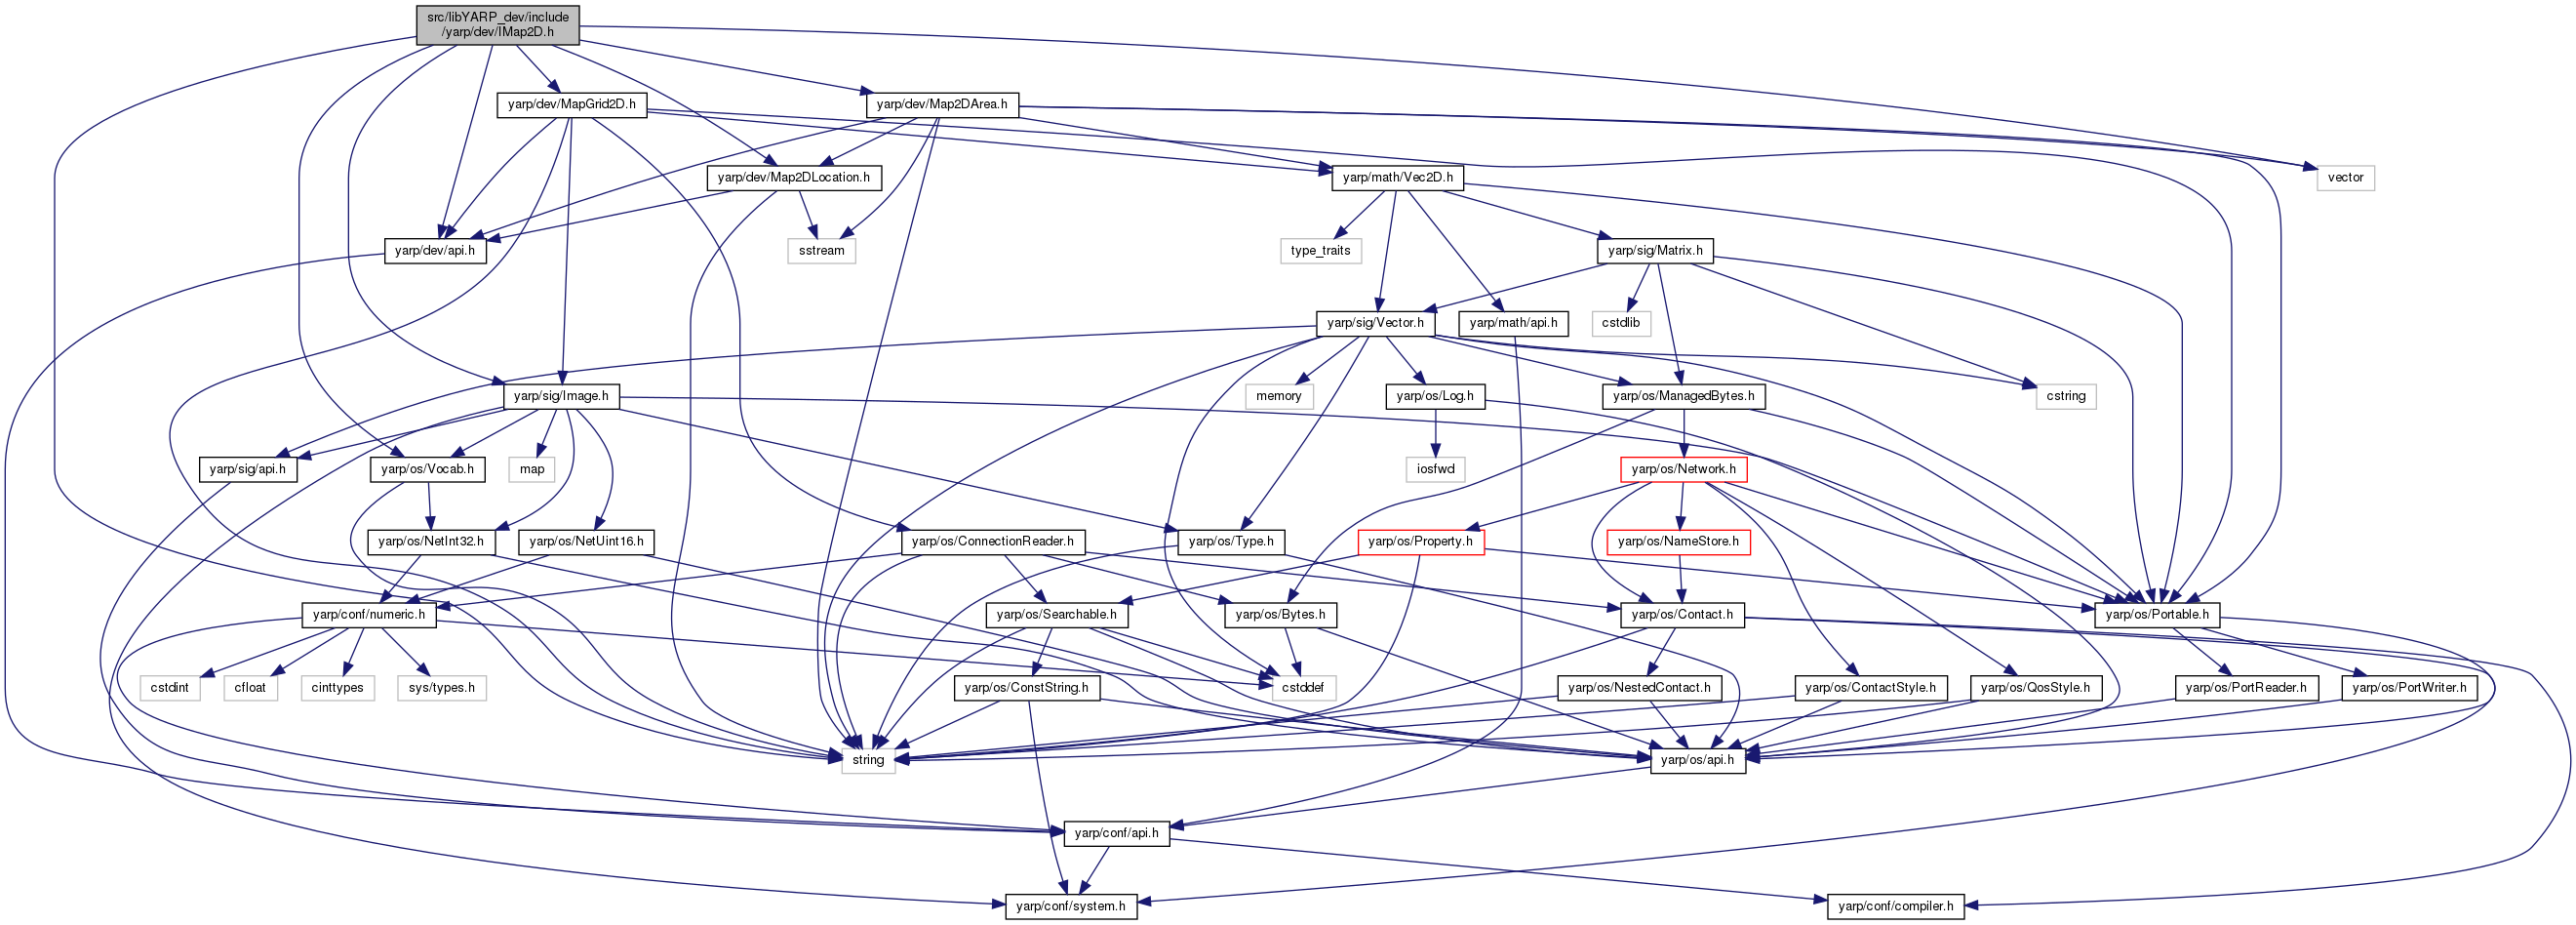 src/libYARP_dev/include
/yarp/dev/IMap2D.h
yarp/dev/MapGrid2D.h
yarp/dev/Map2DArea.h
yarp/dev/Map2DLocation.h
yarp/math/Vec2D.h
vector
yarp/dev/api.h
sstream
type_traits
yarp/sig/Matrix.h
yarp/sig/Vector.h
yarp/math/api.h
cstdlib
yarp/sig/Image.h
memory
yarp/os/Log.h
yarp/os/ManagedBytes.h
cstring
yarp/sig/api.h
yarp/os/Vocab.h
map
iosfwd
yarp/os/Network.h
yarp/os/NetInt32.h
yarp/os/NetUint16.h
yarp/os/ConnectionReader.h
yarp/os/Type.h
yarp/os/Property.h
yarp/os/NameStore.h
yarp/conf/numeric.h
yarp/os/Searchable.h
yarp/os/Bytes.h
yarp/os/Contact.h
yarp/os/Portable.h
cstdint
cfloat
cinttypes
sys/types.h
yarp/os/ConstString.h
cstddef
yarp/os/NestedContact.h
yarp/os/ContactStyle.h
yarp/os/QosStyle.h
yarp/os/PortReader.h
yarp/os/PortWriter.h
string
yarp/os/api.h
yarp/conf/api.h
yarp/conf/system.h
yarp/conf/compiler.h